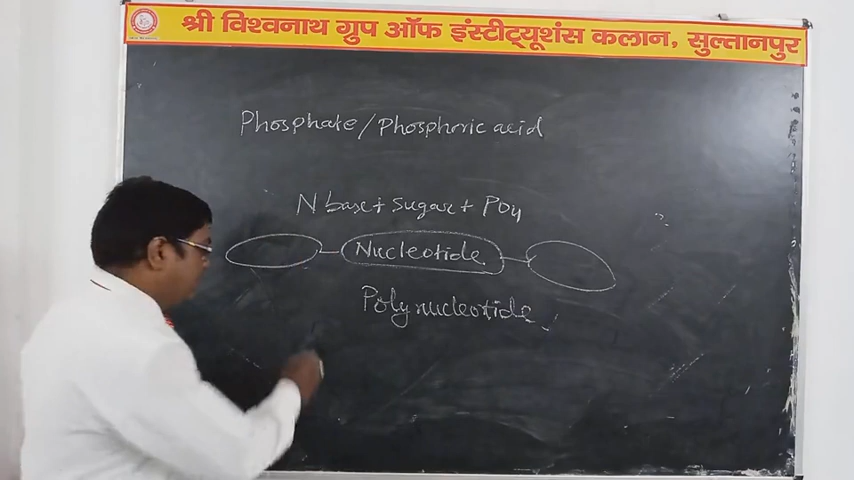 श्री विश्वनाथ ग्रुप ऑफ इंस्टीट्यूशंस कलान, सुल्तानपुर
Phosphate/Phosphoric acid
N base + Sugar + PO4
Nucleotide
Polynucleotide